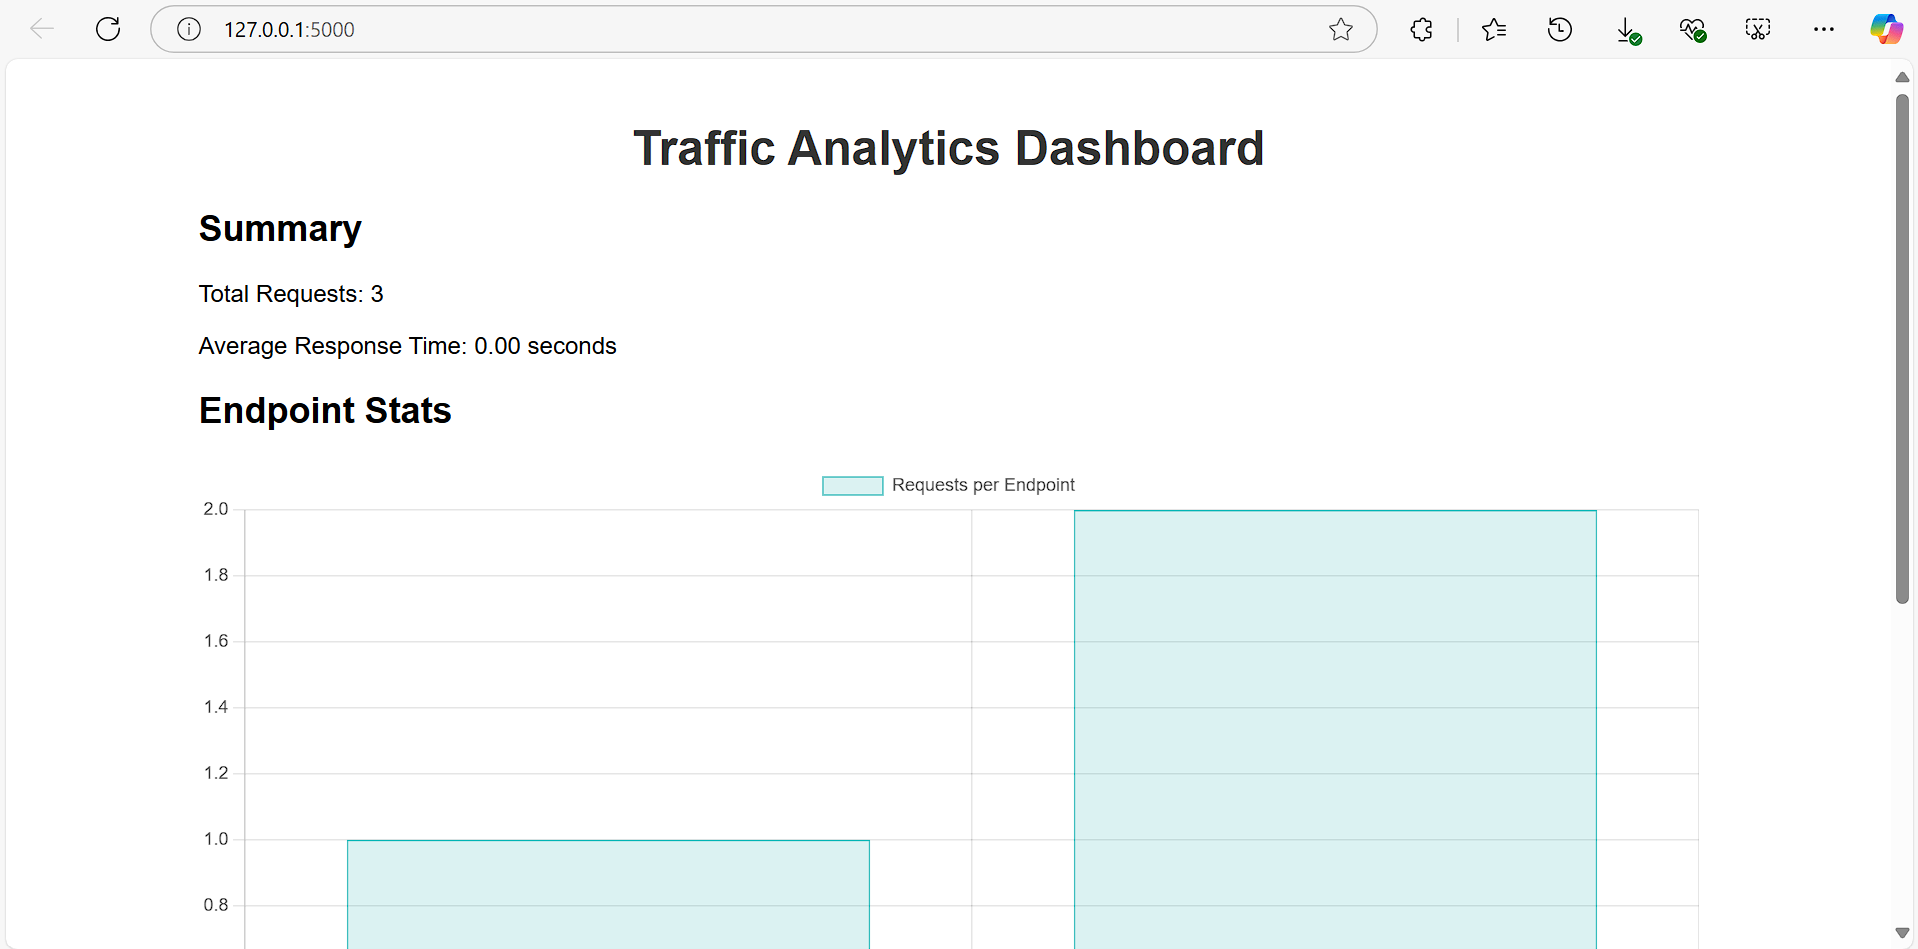 127.0.0.1:5000
Traffic Analytics Dashboard
Summary
Total Requests: 3
Average Response Time: 0.00 seconds
Endpoint Stats
Requests per Endpoint
2.0
1.8
1.6
1.4
1.2
1.0
0.8